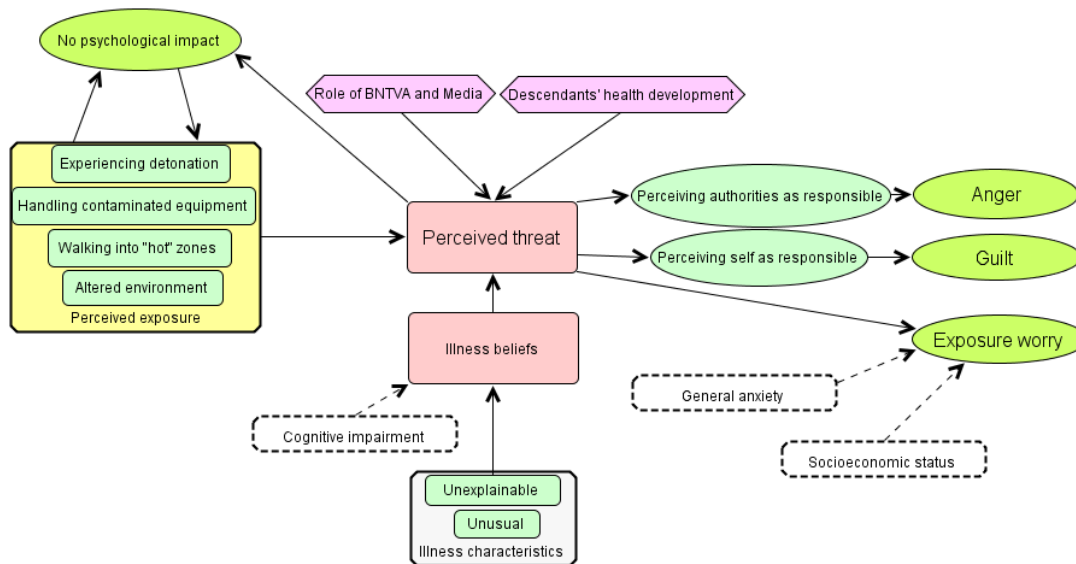 No psychological impact
Role of BNTVA and Media
Descendants' health development
Experiencing detonation
Handling contaminated equipment
Walking into "hot" zones
Altered environment
Perceived exposure
Perceived threat
Perceiving authorities as responsible
Anger
Perceiving self as responsible
Guilt
Illness beliefs
Exposure worry
General anxiety
Cognitive impairment
Socioeconomic status
Unexplainable
Unusual
Illness characteristics